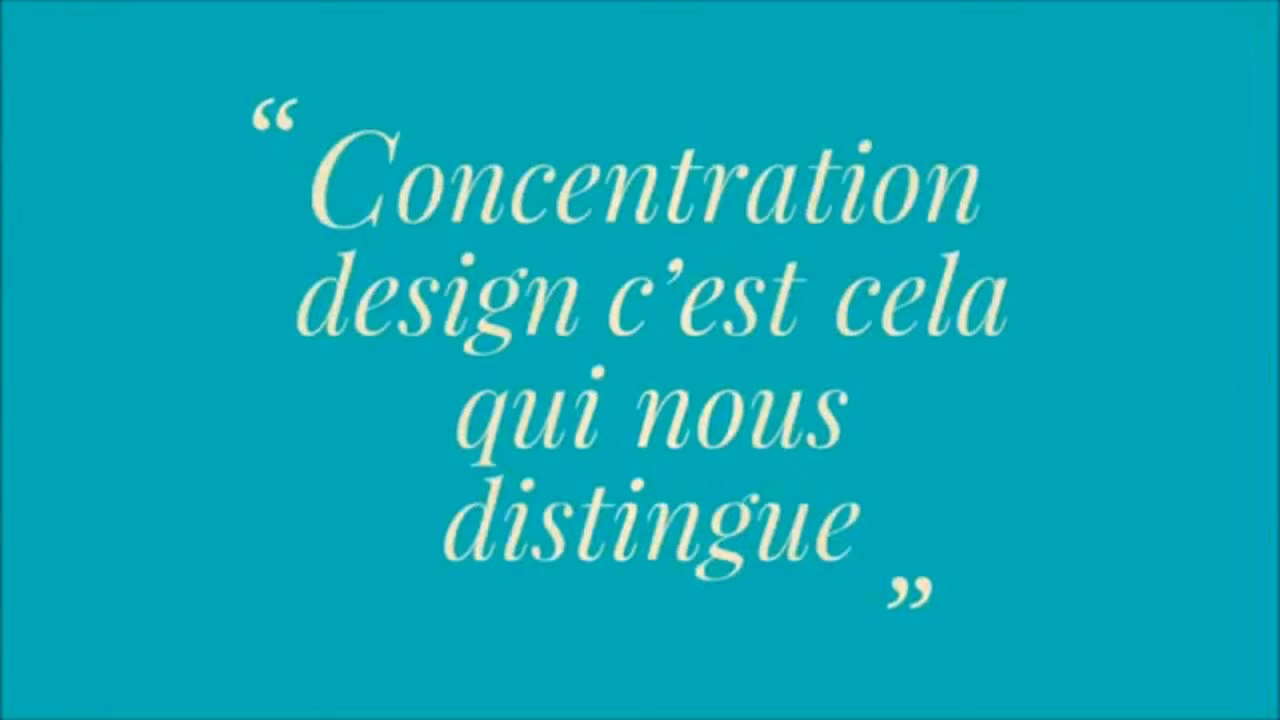 “Concentration
design c’est cela
qui nous
distingue”